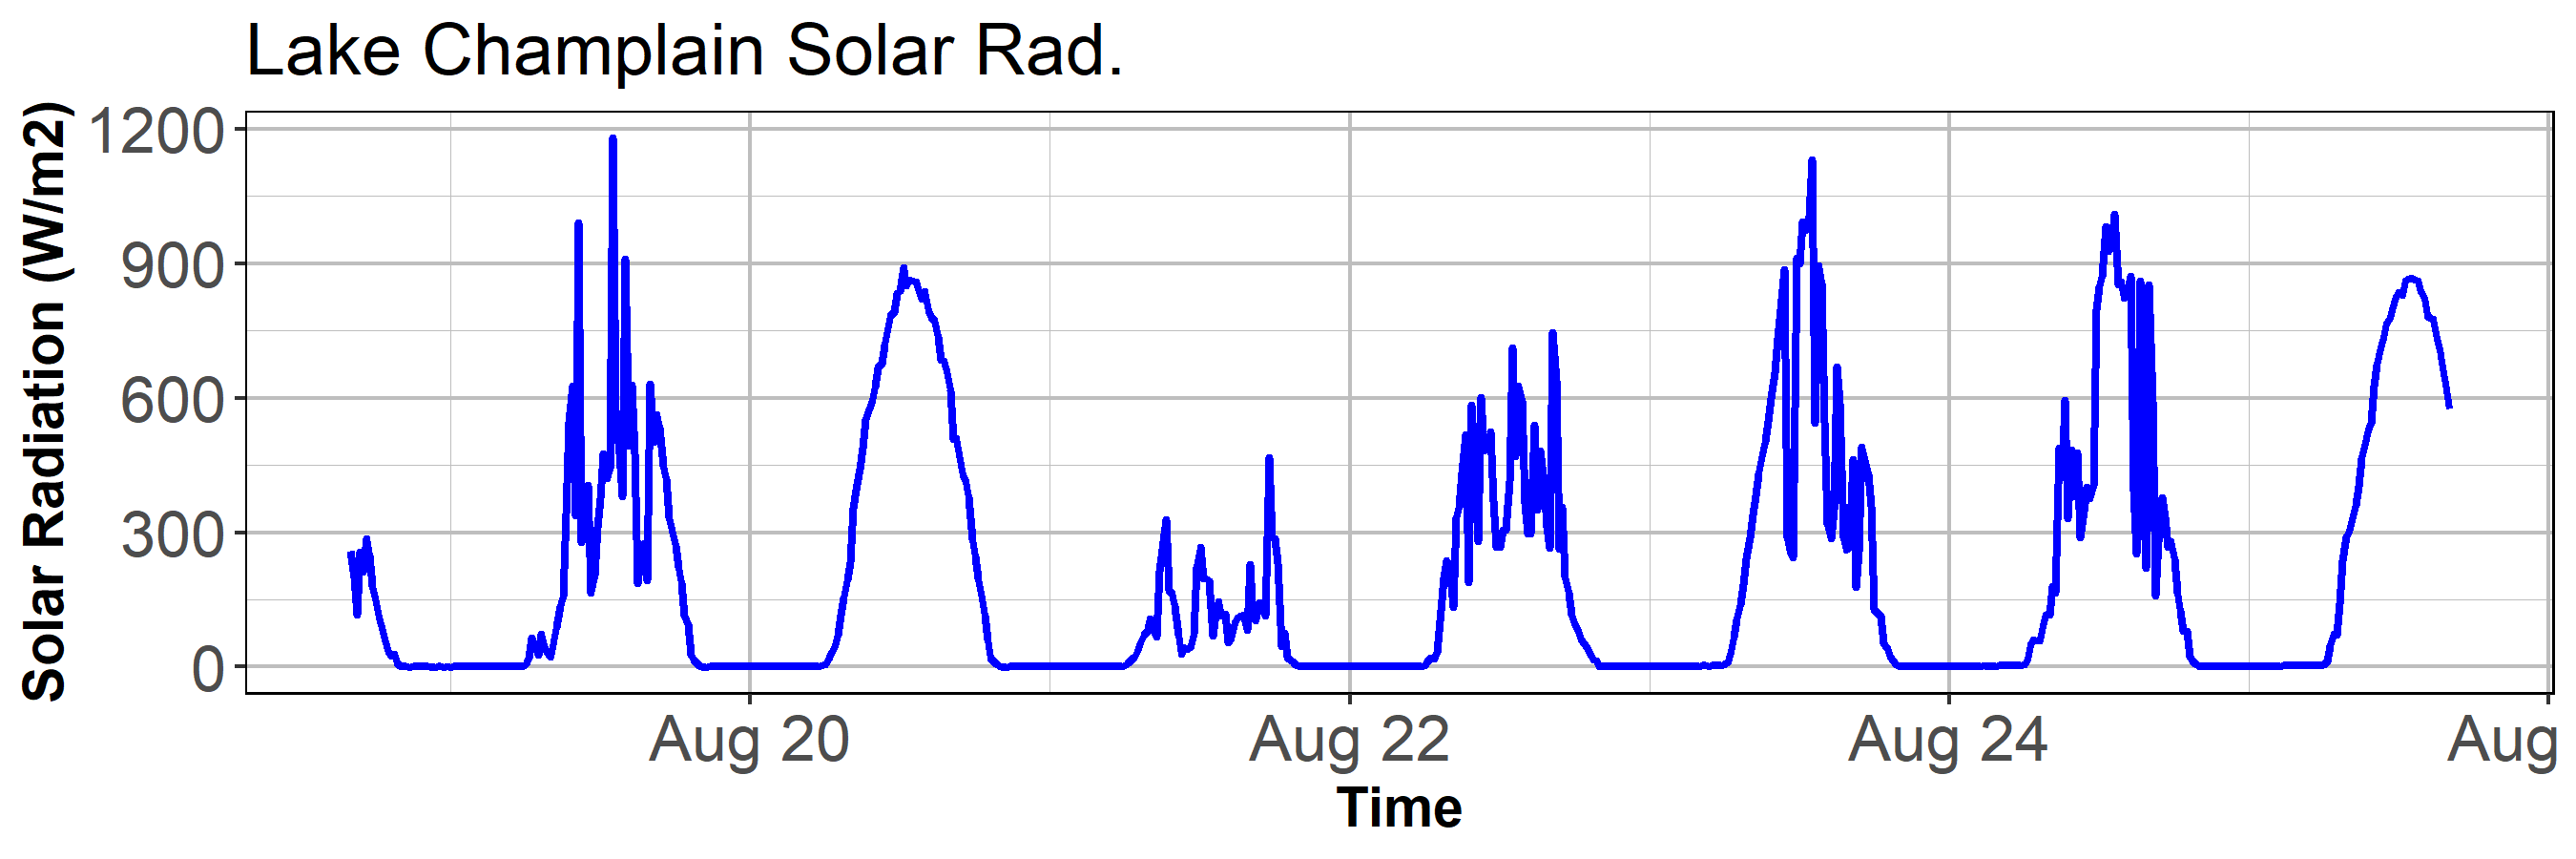 Lake Champlain Solar Rad.
Solar Radiation (W/m2)
1200
900
600
300
0
Aug 20
Aug 22
Aug 24
Aug
Time